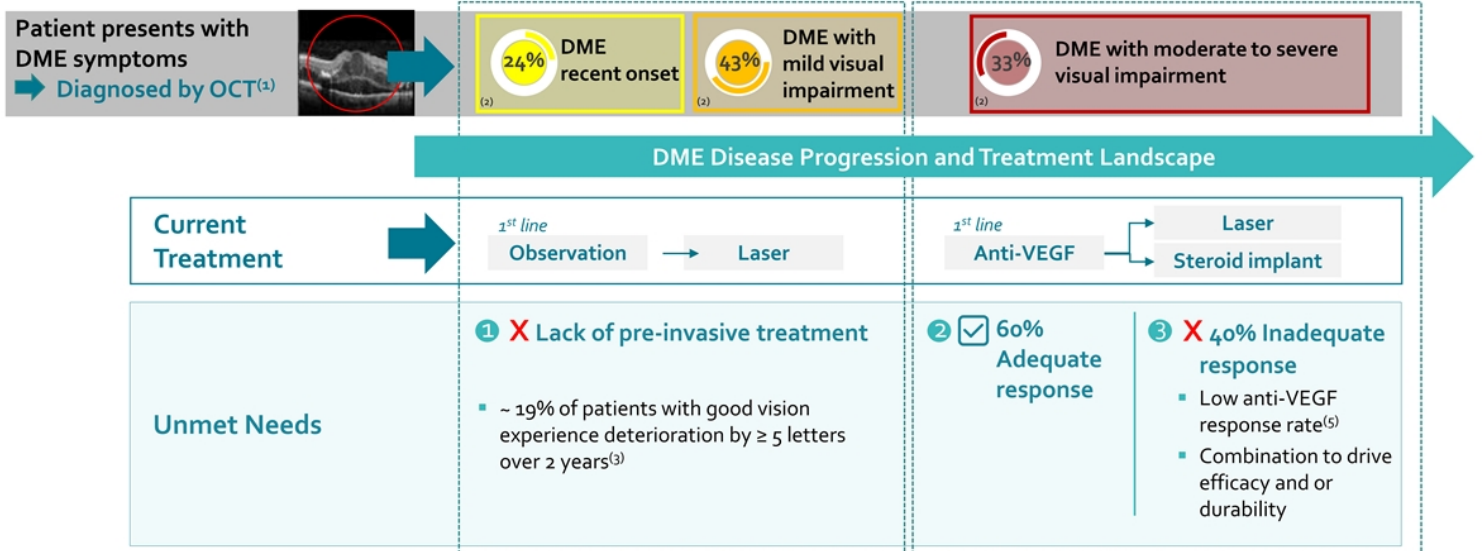 Patient presents with
DME symptoms
Diagnosed by OCT(1)
24%
(2)
DME
recent onset
43%
(2)
DME with
mild visual
impairment
33%
(2)
DME with moderate to severe
visual impairment
DME Disease Progression and Treatment Landscape
Current
Treatment
1st line
Observation
Laser
1st line
Anti-VEGF
Laser
Steroid implant
Unmet Needs
1 X Lack of pre-invasive treatment
▪ ~ 19% of patients with good vision
experience deterioration by ≥ 5 letters
over 2 years(3)
2 60%
Adequate
response
3 X 40% Inadequate
response
▪ Low anti-VEGF
response rate(5)
▪ Combination to drive
efficacy and or
durability